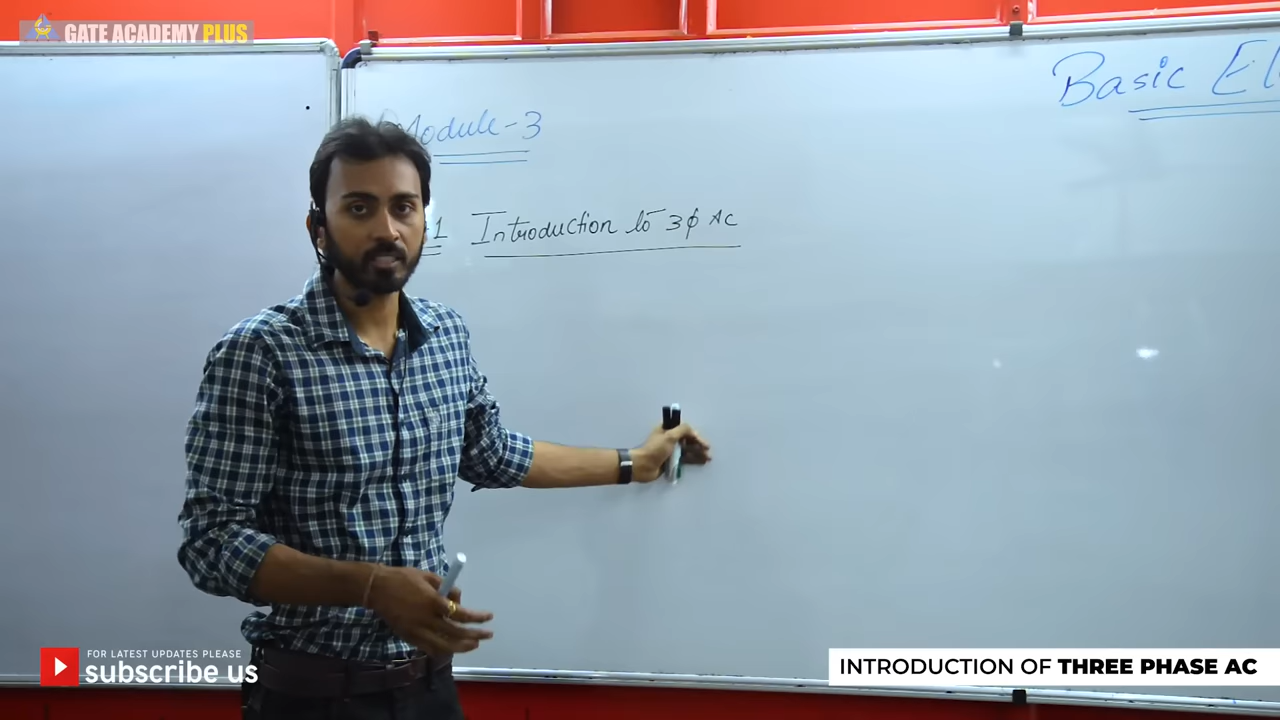 GATE ACADEMY PLUS
Basic
Module-3
1 Introduction to 3φ AC
FOR LATEST UPDATES PLEASE
subscribe us
INTRODUCTION OF THREE PHASE AC